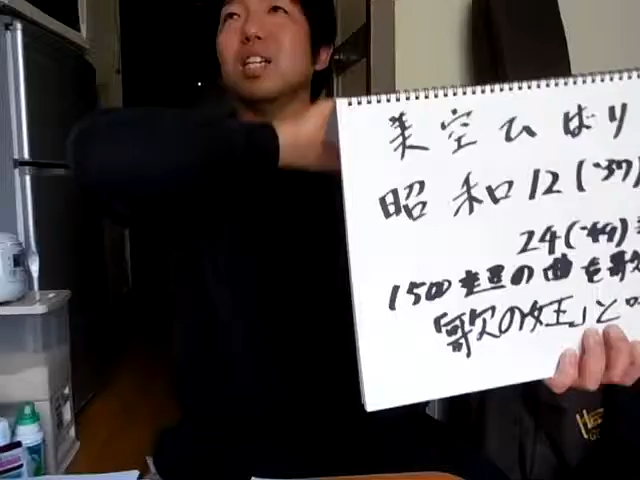 美空ひばり
昭和12('37)
24('49)
1500超の曲を歌
「歌の女王」と